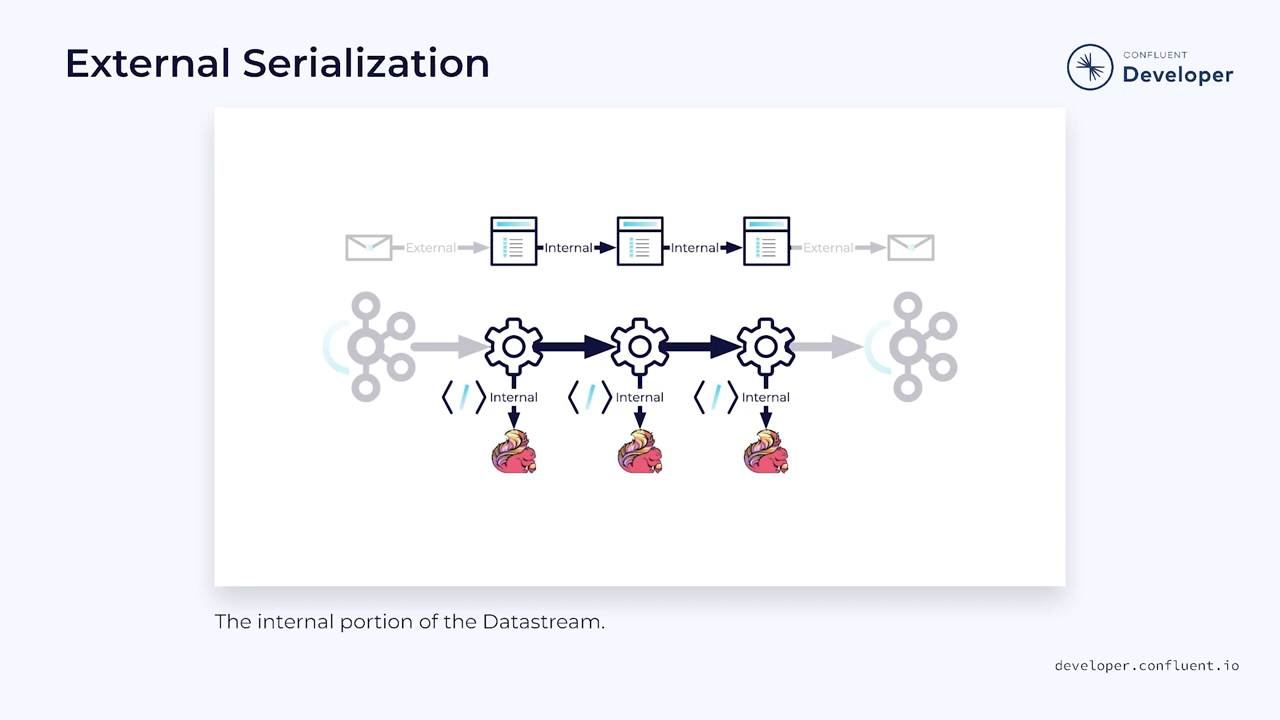 External Serialization
CONFLUENT
Developer
External Internal Internal External
Internal Internal Internal
The internal portion of the Datastream.
developer.confluent.io